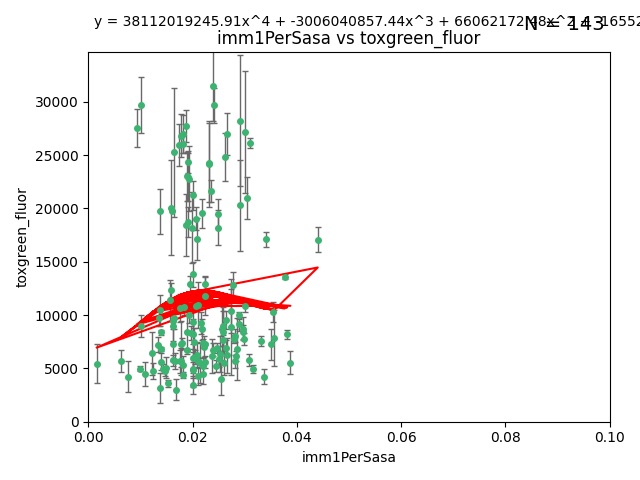 y = 38112019245.91x^4 + -3006040857.44x^3 + 66062172
N = 143
imm1PerSasa vs toxgreen_fluor
30000
25000
20000
15000
10000
5000
0
toxgreen_fluor
0.00 0.02 0.04 0.06 0.08 0.10
imm1PerSasa